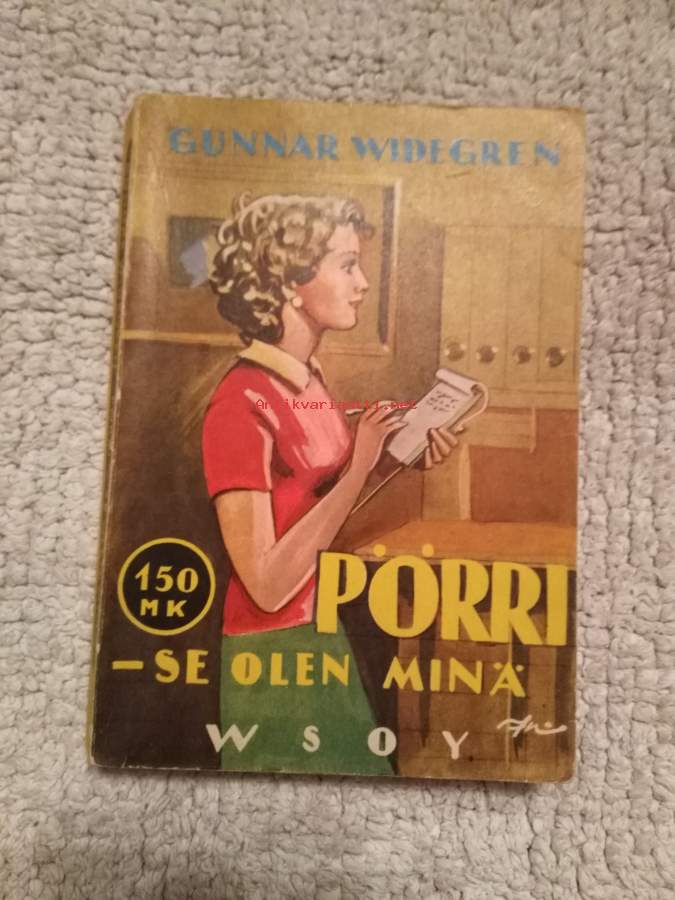 GUNNAR WIDEGREN
Antikvariaatti.net
150
MK
PÖRRI
– SE OLEN MINÄ
WSOY